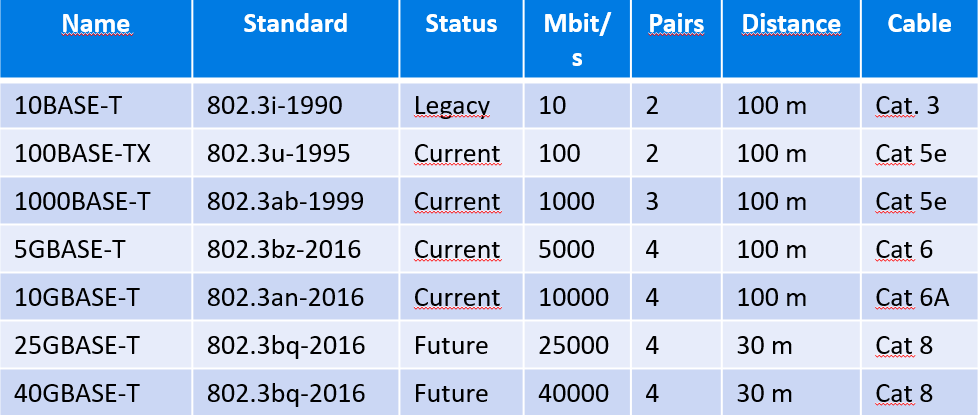 Name Standard Status Mbit/s Pairs Distance Cable
10BASE-T 802.3i-1990 Legacy 10 2 100 m Cat. 3
100BASE-TX 802.3u-1995 Current 100 2 100 m Cat 5e
1000BASE-T 802.3ab-1999 Current 1000 3 100 m Cat 5e
5GBASE-T 802.3bz-2016 Current 5000 4 100 m Cat 6
10GBASE-T 802.3an-2016 Current 10000 4 100 m Cat 6A
25GBASE-T 802.3bq-2016 Future 25000 4 30 m Cat 8
40GBASE-T 802.3bq-2016 Future 40000 4 30 m Cat 8